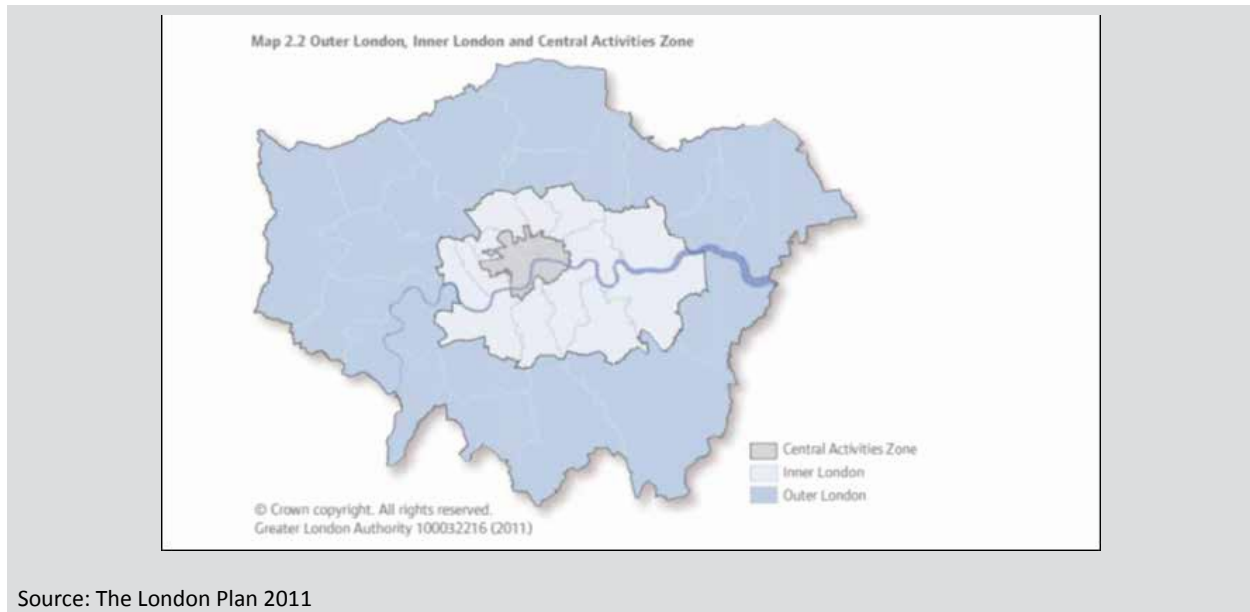 Map 2.2 Outer London, Inner London and Central Activities Zone
Central Activities Zone
Inner London
Outer London
© Crown copyright. All rights reserved.
Greater London Authority 100032216 (2011)
Source: The London Plan 2011